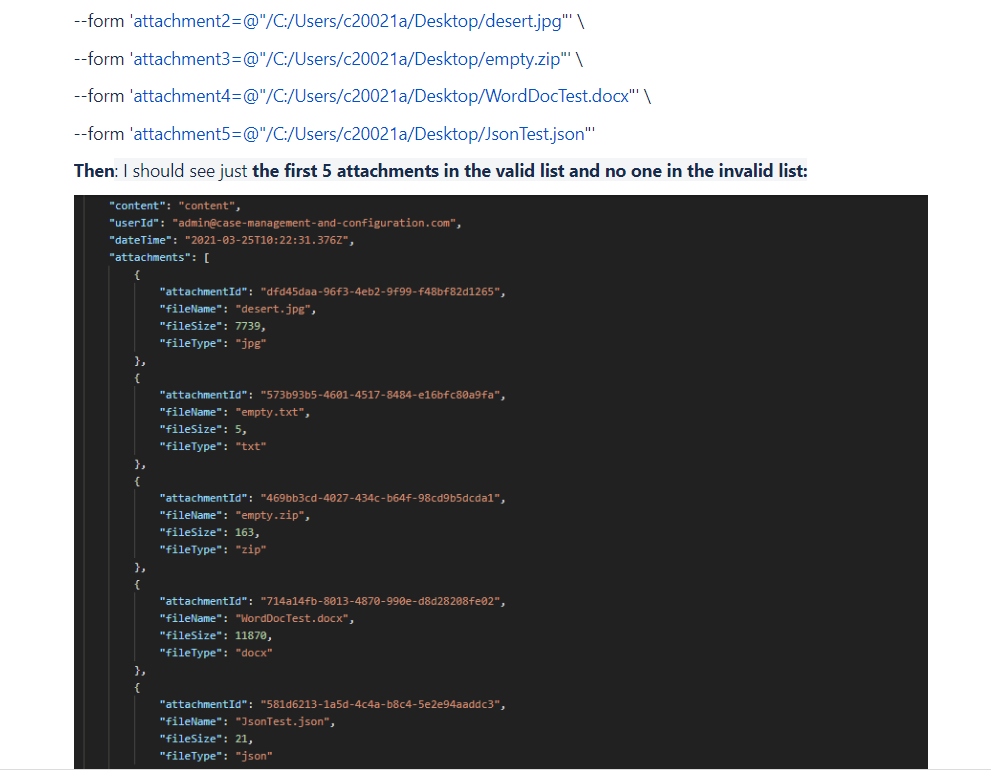 --form 'attachment2=@"/C:/Users/c20021a/Desktop/desert.jpg"' \
--form 'attachment3=@"/C:/Users/c20021a/Desktop/empty.zip"' \
--form 'attachment4=@"/C:/Users/c20021a/Desktop/WordDocTest.docx"' \
--form 'attachment5=@"/C:/Users/c20021a/Desktop/JsonTest.json"'
Then: I should see just the first 5 attachments in the valid list and no one in the invalid list:
"content": "content",
"userId": "admin@case-management-and-configuration.com",
"dateTime": "2021-03-25T10:22:31.376Z",
"attachments": [
{
"attachmentId": "dfd45daa-96f3-4eb2-9f99-f48bf82d1265",
"fileName": "desert.jpg",
"fileSize": 7739,
"fileType": "jpg"
},
{
"attachmentId": "573b93b5-4601-4517-8484-e16bfc80a9fa",
"fileName": "empty.txt",
"fileSize": 5,
"fileType": "txt"
},
{
"attachmentId": "469bb3cd-4027-434c-b64f-98cd9b5dcda1",
"fileName": "empty.zip",
"fileSize": 163,
"fileType": "zip"
},
{
"attachmentId": "714a14fb-8013-4870-990e-d8d28208fe02",
"fileName": "WordDocTest.docx",
"fileSize": 11870,
"fileType": "docx"
},
{
"attachmentId": "581d6213-1a5d-4c4a-b8c4-5e2e94aaddc3",
"fileName": "JsonTest.json",
"fileSize": 21,
"fileType": "json"